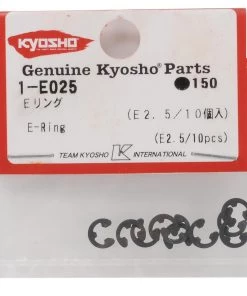 KYOSHO
Genuine Kyosho® Parts
1-E025 ●150
Eリング (E2.5/10個入)
E-Ring (E2.5/10pcs)
TEAM KYOSHO K INTERNATIONAL